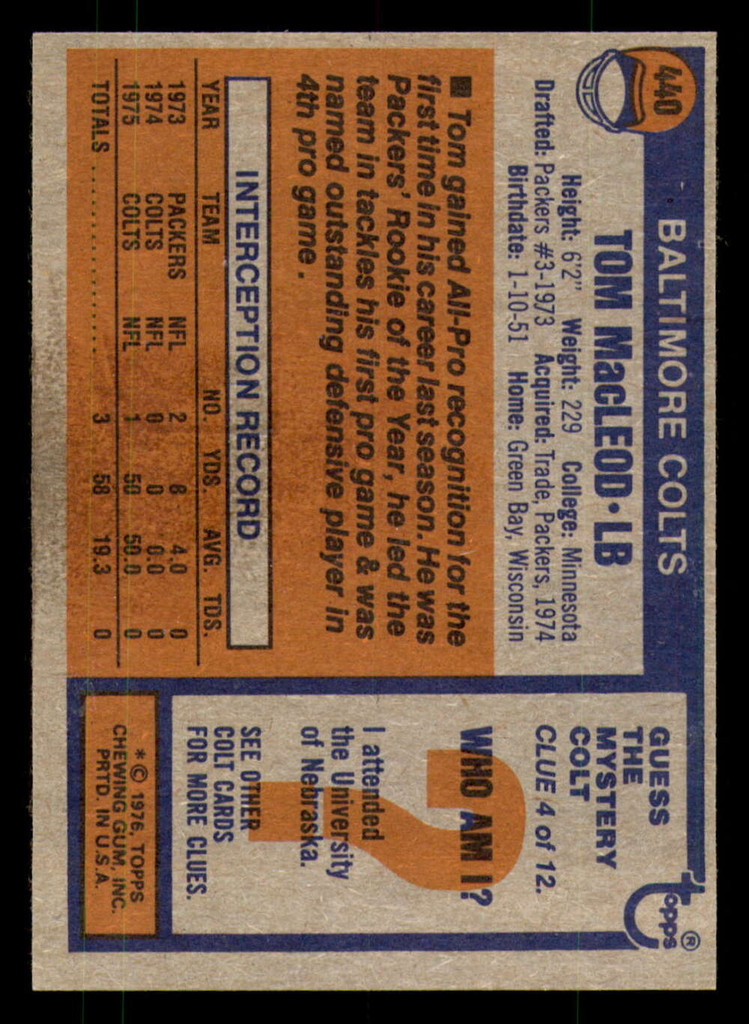 440
BALTIMORE COLTS
TOM MacLEOD • LB
Height: 6'2" Weight: 229 College: Minnesota
Drafted: Packers #3-1973 Acquired: Trade, Packers, 1974
Birthdate: 1-10-51 Home: Green Bay, Wisconsin
■ Tom gained All-Pro recognition for the
first time in his career last season. He was
Packers' Rookie of the Year, he led the
team in tackles his first pro game & was
named outstanding defensive player in
4th pro game.
INTERCEPTION RECORD
YEAR TEAM NO. YDS. AVG. TDS.
1973 PACKERS NFL 2 8 4.0 0
1974 COLTS NFL 0 0 0.0 0
1975 COLTS NFL 1 50 50.0 0
TOTALS .......... 3 58 19.3 0
topps®
GUESS
THE
MYSTERY
COLT
CLUE 4 of 12.
?
WHO AM I?
I attended
the University
of Nebraska.
SEE OTHER
COLT CARDS
FOR MORE CLUES.
* © 1976, TOPPS
CHEWING GUM, INC.
PRTD. IN U.S.A.